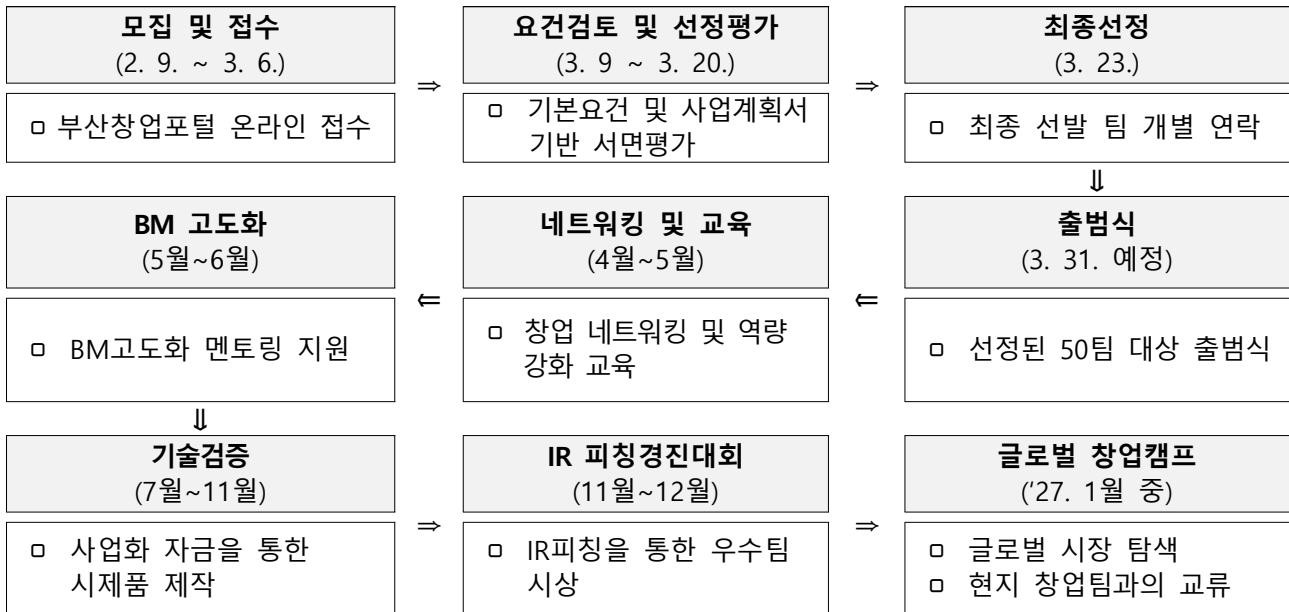 모집 및 접수
(2. 9. ~ 3. 6.)
▫ 부산창업포털 온라인 접수
⇒
요건검토 및 선정평가
(3. 9 ~ 3. 20.)
▫ 기본요건 및 사업계획서
기반 서면평가
⇒
최종선정
(3. 23.)
▫ 최종 선발 팀 개별 연락
⇓
출범식
(3. 31. 예정)
▫ 선정된 50팀 대상 출범식
⇐
네트워킹 및 교육
(4월~5월)
▫ 창업 네트워킹 및 역량
강화 교육
⇐
BM 고도화
(5월~6월)
▫ BM고도화 멘토링 지원
⇓
기술검증
(7월~11월)
▫ 사업화 자금을 통한
시제품 제작
⇒
IR 피칭경진대회
(11월~12월)
▫ IR피칭을 통한 우수팀
시상
⇒
글로벌 창업캠프
('27. 1월 중)
▫ 글로벌 시장 탐색
▫ 현지 창업팀과의 교류